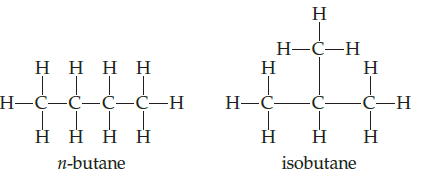 H H H H
H—C—C—C—C—H
H H H H
n-butane
H
H—C—H
H H
H—C—C—C—H
H H H
isobutane